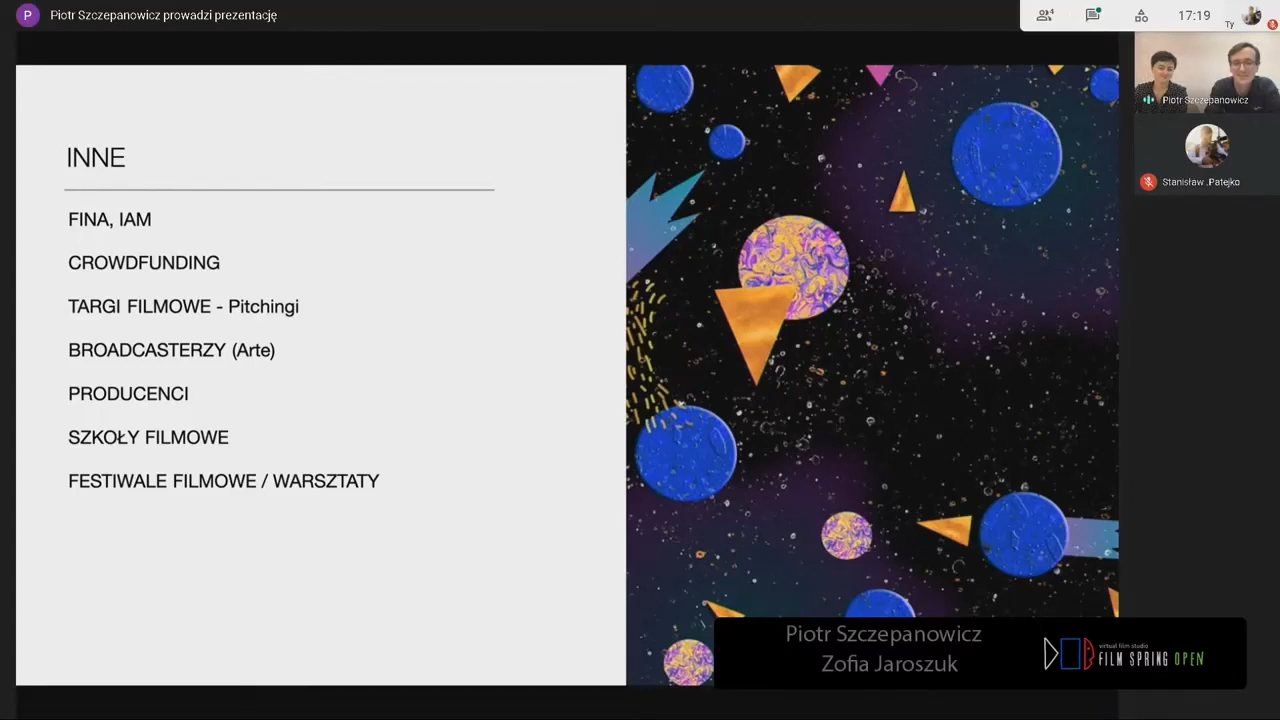 P
Piotr Szczepanowicz prowadzi prezentację
4
17:19
Ty
Piotr Szczepanowicz
Stanisław .Patejko
INNE
FINA, IAM
CROWDFUNDING
TARGI FILMOWE - Pitchingi
BROADCASTERZY (Arte)
PRODUCENCI
SZKOŁY FILMOWE
FESTIWALE FILMOWE / WARSZTATY
Piotr Szczepanowicz
Zofia Jaroszuk
virtual film studio
FILM SPRING OPEN